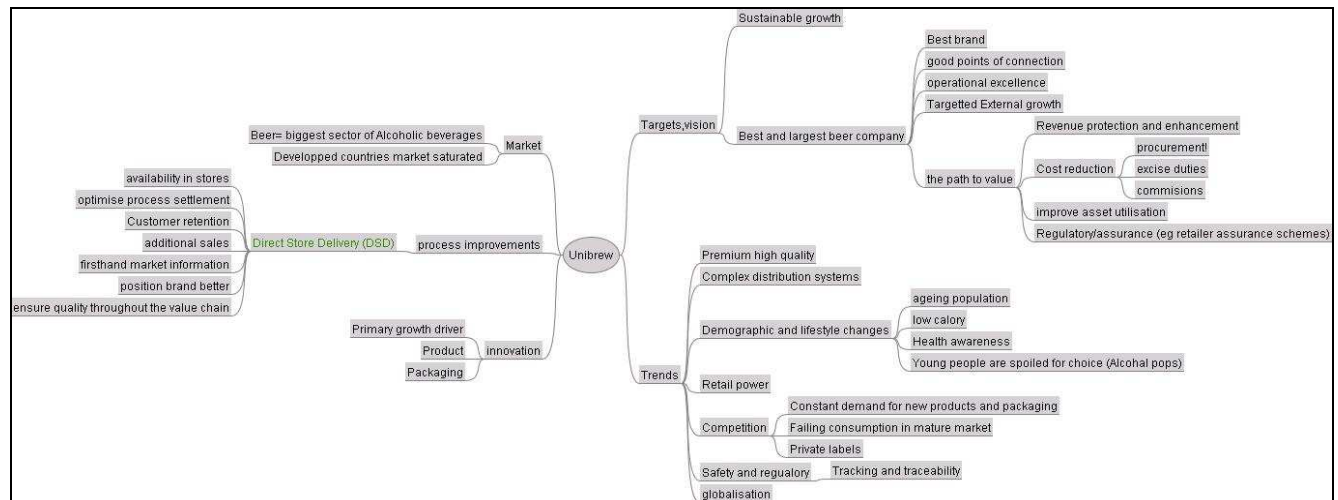 Unibrew
Targets,vision
Sustainable growth
Best and largest beer company
Best brand
good points of connection
operational excellence
Targetted External growth
the path to value
Revenue protection and enhancement
Cost reduction
procurement!
excise duties
commisions
improve asset utilisation
Regulatory/assurance (eg retailer assurance schemes)
Trends
Premium high quality
Complex distribution systems
Demographic and lifestyle changes
ageing population
low calory
Health awareness
Young people are spoiled for choice (Alcohal pops)
Retail power
Competition
Constant demand for new products and packaging
Failing consumption in mature market
Private labels
Safety and regualory
Tracking and traceability
globalisation
Market
Beer= biggest sector of Alcoholic beverages
Developped countries market saturated
process improvements
Direct Store Delivery (DSD)
availability in stores
optimise process settlement
Customer retention
additional sales
firsthand market information
position brand better
ensure quality throughout the value chain
innovation
Primary growth driver
Product
Packaging